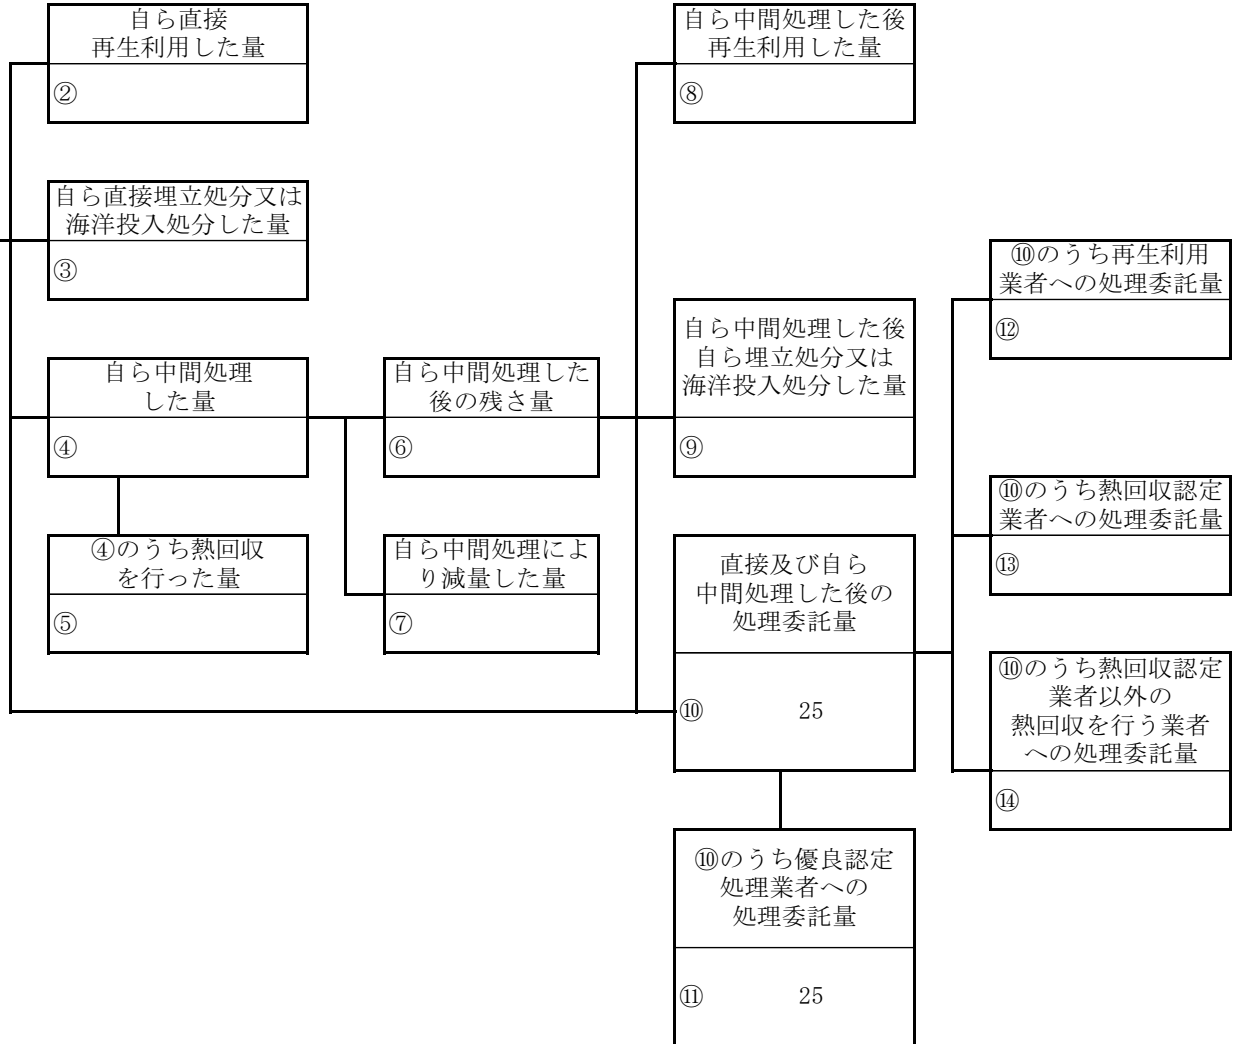 自ら直接
再生利用した量
②
自ら直接埋立処分又は
海洋投入処分した量
③
自ら中間処理
した量
④
④のうち熱回収
を行った量
⑤
自ら中間処理した
後の残さ量
⑥
自ら中間処理によ
り減量した量
⑦
自ら中間処理した後
再生利用した量
⑧
自ら中間処理した後
自ら埋立処分又は
海洋投入処分した量
⑨
直接及び自ら
中間処理した後の
処理委託量
⑩ 25
⑩のうち優良認定
処理業者への
処理委託量
⑪ 25
⑩のうち再生利用
業者への処理委託量
⑫
⑩のうち熱回収認定
業者への処理委託量
⑬
⑩のうち熱回収認定
業者以外の
熱回収を行う業者
への処理委託量
⑭